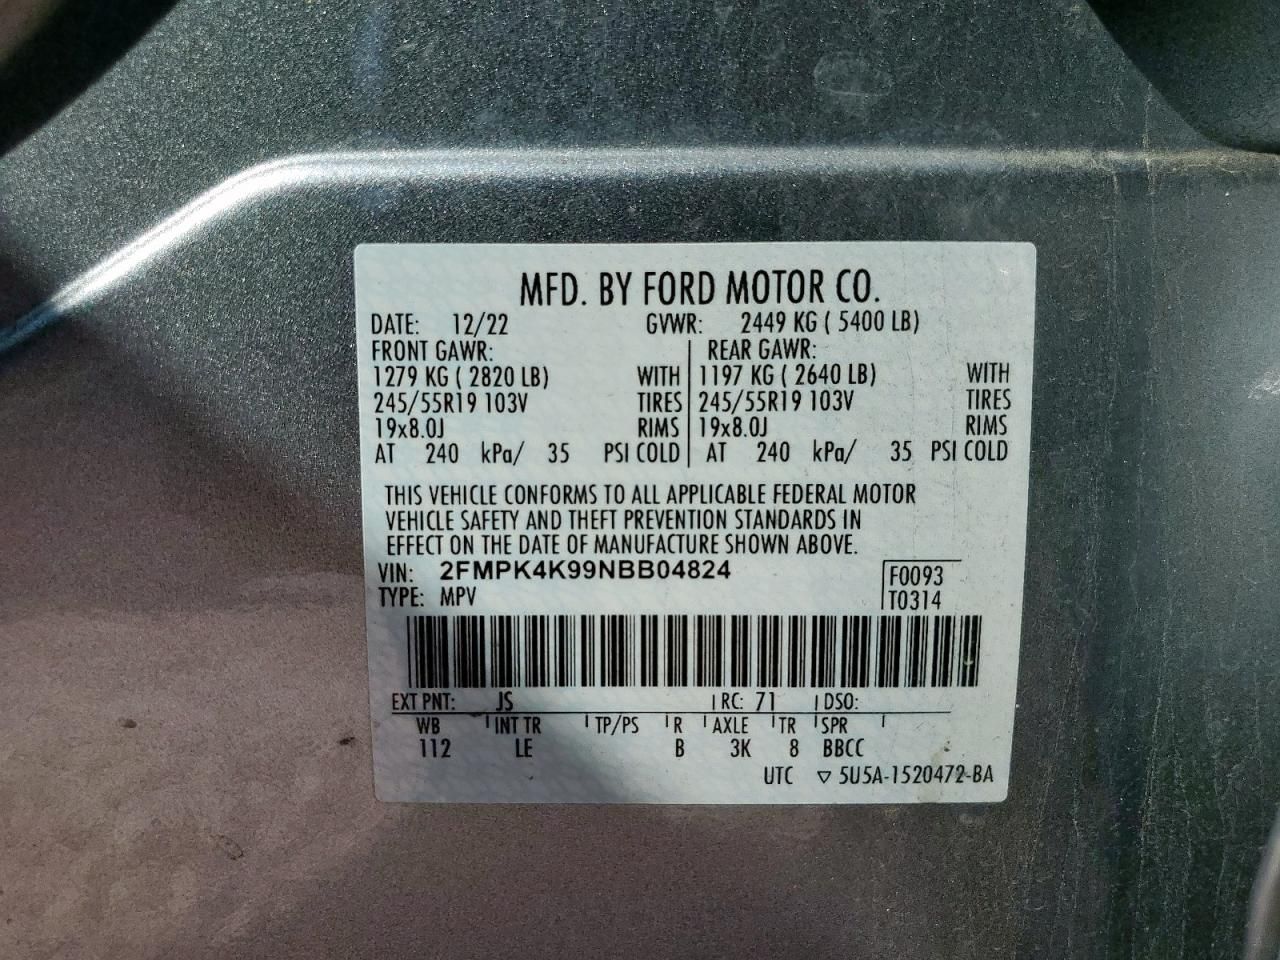 MFD. BY FORD MOTOR CO.
DATE: 12/22 GVWR: 2449 KG ( 5400 LB)
FRONT GAWR: REAR GAWR:
1279 KG ( 2820 LB) WITH 1197 KG ( 2640 LB) WITH
245/55R19 103V TIRES 245/55R19 103V TIRES
19x8.0J RIMS 19x8.0J RIMS
AT 240 kPa/ 35 PSI COLD AT 240 kPa/ 35 PSI COLD
THIS VEHICLE CONFORMS TO ALL APPLICABLE FEDERAL MOTOR
VEHICLE SAFETY AND THEFT PREVENTION STANDARDS IN
EFFECT ON THE DATE OF MANUFACTURE SHOWN ABOVE.
VIN: 2FMPK4K99NBB04824 F0093
TYPE: MPV T0314
EXT PNT: JS RC: 71 DSO:
WB INT TR TP/PS R AXLE TR SPR
112 LE B 3K 8 BBCC
UTC ▽ 5U5A-1520472-BA